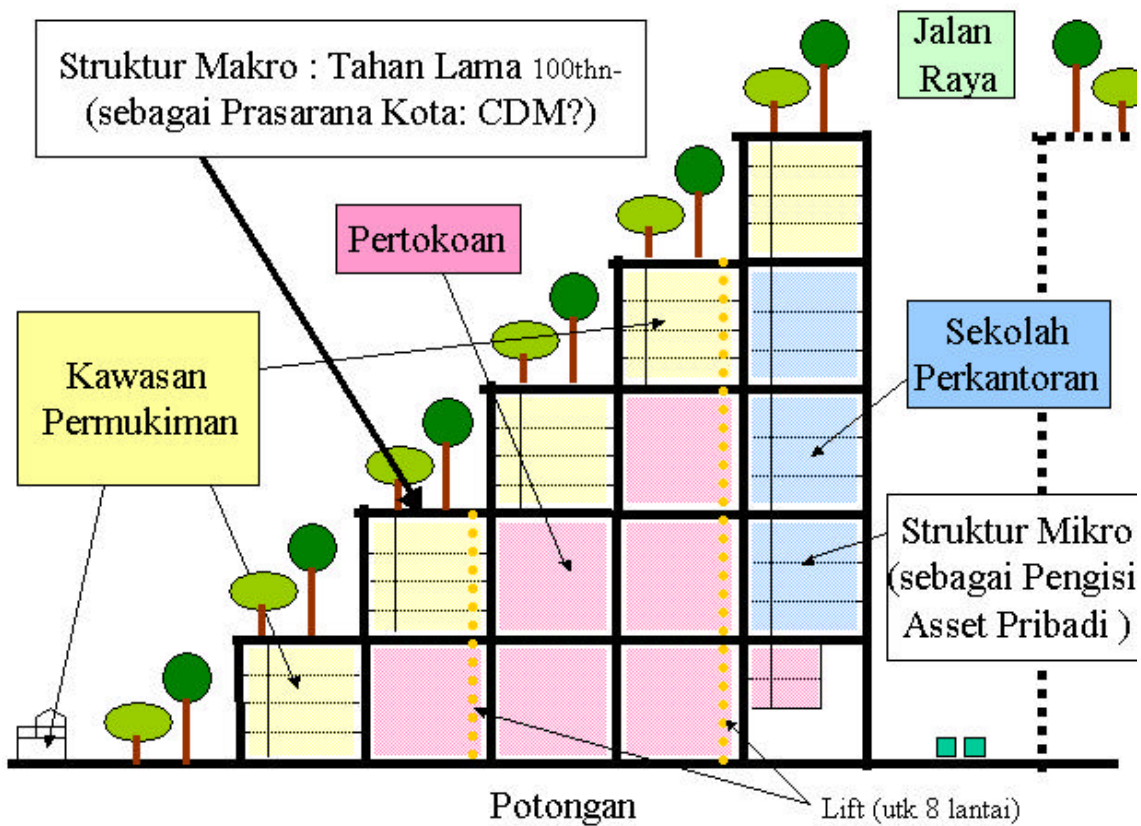 Struktur Makro : Tahan Lama 100thn-
(sebagai Prasarana Kota: CDM?)
Jalan
Raya
Pertokoan
Kawasan
Permukiman
Sekolah
Perkantoran
Struktur Mikro
(sebagai Pengisi
Asset Pribadi )
Potongan
Lift (utk 8 lantai)